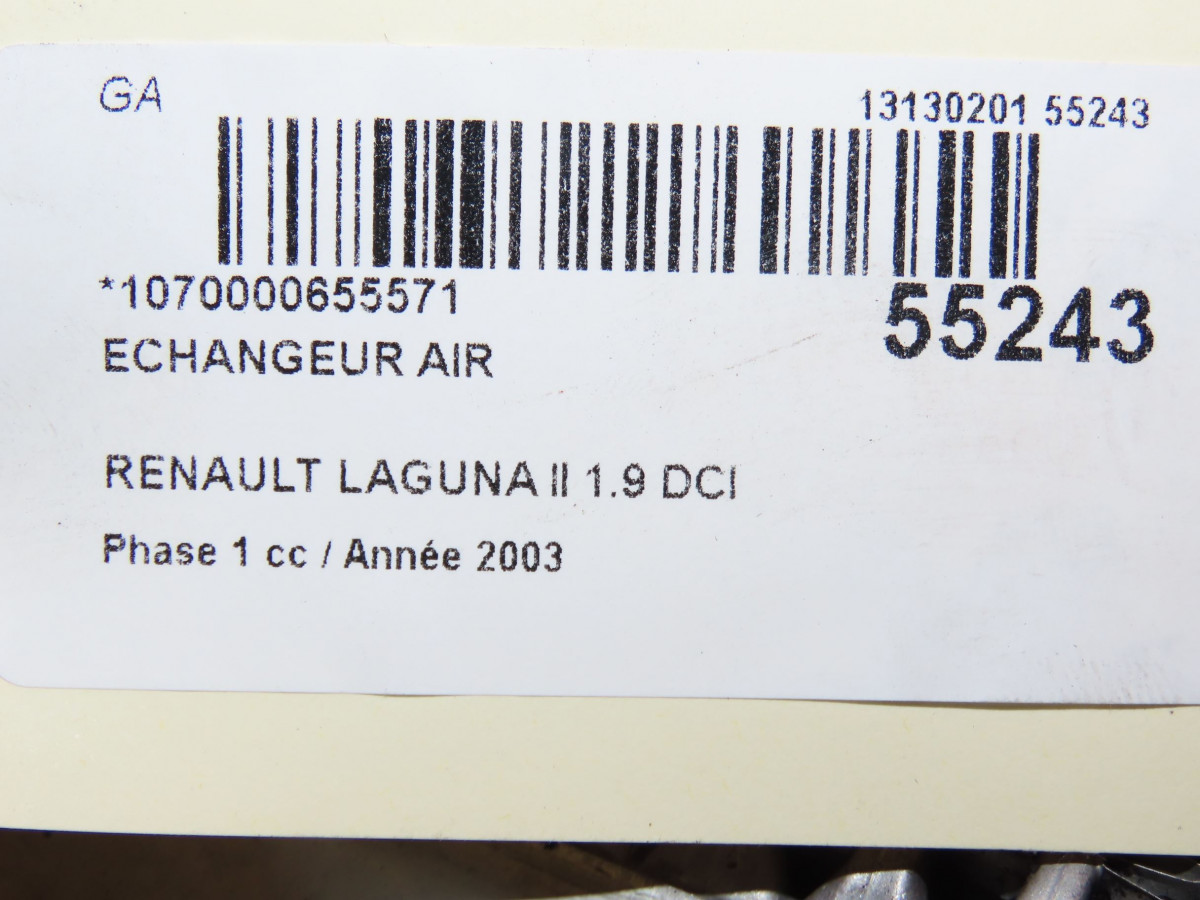 GA
13130201 55243
*1070000655571
55243
ECHANGEUR AIR
RENAULT LAGUNA II 1.9 DCI
Phase 1 cc / Année 2003